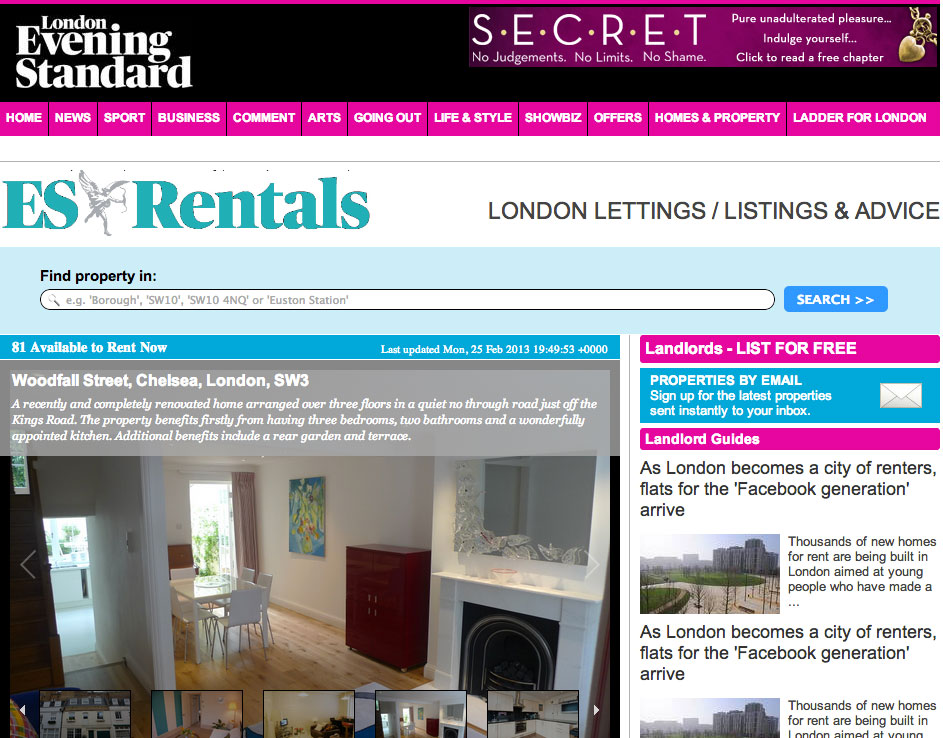 London
Evening
Standard
S·E·C·R·E·T
No Judgements. No Limits. No Shame.
Pure unadulterated pleasure...
Indulge yourself...
Click to read a free chapter
HOME NEWS SPORT BUSINESS COMMENT ARTS GOING OUT LIFE & STYLE SHOWBIZ OFFERS HOMES & PROPERTY LADDER FOR LONDON
ES Rentals
LONDON LETTINGS / LISTINGS & ADVICE
Find property in:
e.g. 'Borough', 'SW10', 'SW10 4NQ' or 'Euston Station'
SEARCH >>
81 Available to Rent Now
Last updated Mon, 25 Feb 2013 19:49:53 +0000
Woodfall Street, Chelsea, London, SW3
A recently and completely renovated home arranged over three floors in a quiet no through road just off the
Kings Road. The property benefits firstly from having three bedrooms, two bathrooms and a wonderfully
appointed kitchen. Additional benefits include a rear garden and terrace.
Landlords - LIST FOR FREE
PROPERTIES BY EMAIL
Sign up for the latest properties
sent instantly to your inbox.
Landlord Guides
As London becomes a city of renters,
flats for the 'Facebook generation'
arrive
Thousands of new homes
for rent are being built in
London aimed at young
people who have made a
...
As London becomes a city of renters,
flats for the 'Facebook generation'
arrive
Thousands of new homes
for rent are being built in
London aimed at young